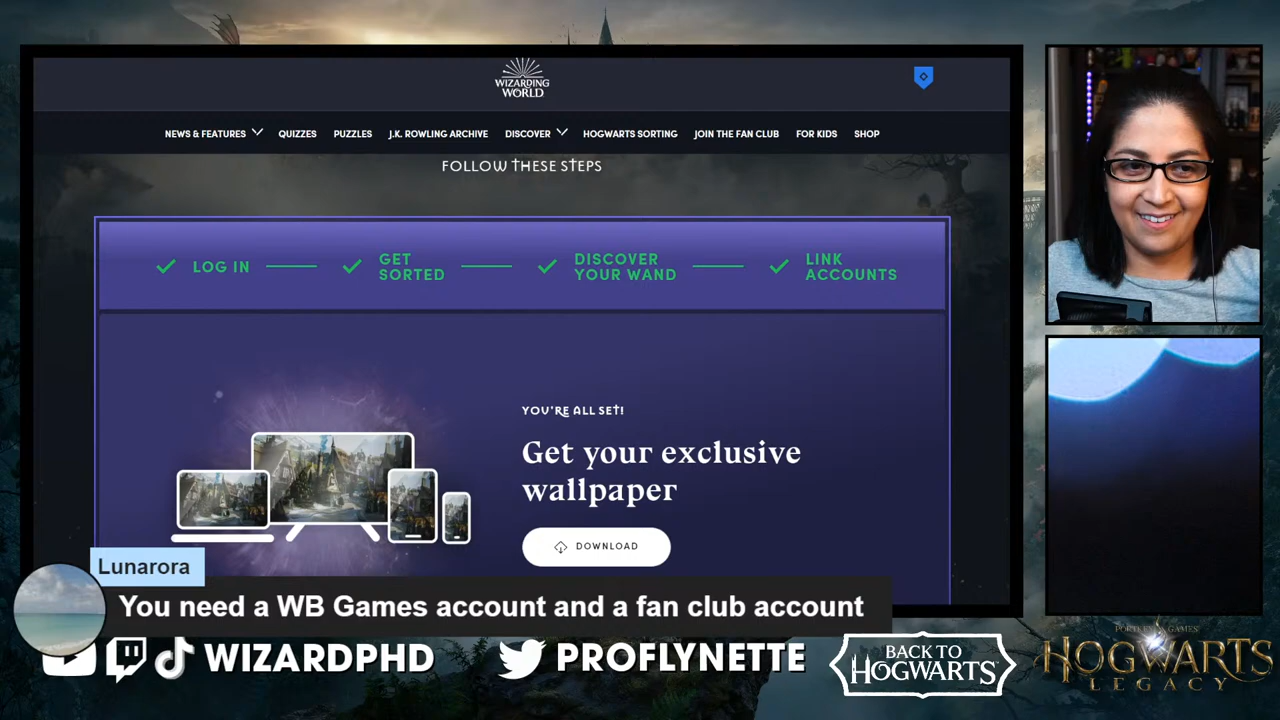 WIZARDING
WORLD
NEWS & FEATURES QUIZZES PUZZLES J.K. ROWLING ARCHIVE DISCOVER HOGWARTS SORTING JOIN THE FAN CLUB FOR KIDS SHOP
FOLLOW THESE STEPS
LOG IN
GET
SORTED
DISCOVER
YOUR WAND
LINK
ACCOUNTS
YOU'RE ALL SET!
Get your exclusive
wallpaper
DOWNLOAD
Lunarora
You need a WB Games account and a fan club account
WIZARDPHD
PROFLYNETTE
BACK TO
HOGWARTS
PORTKEY GAMES
HOGWARTS
LEGACY